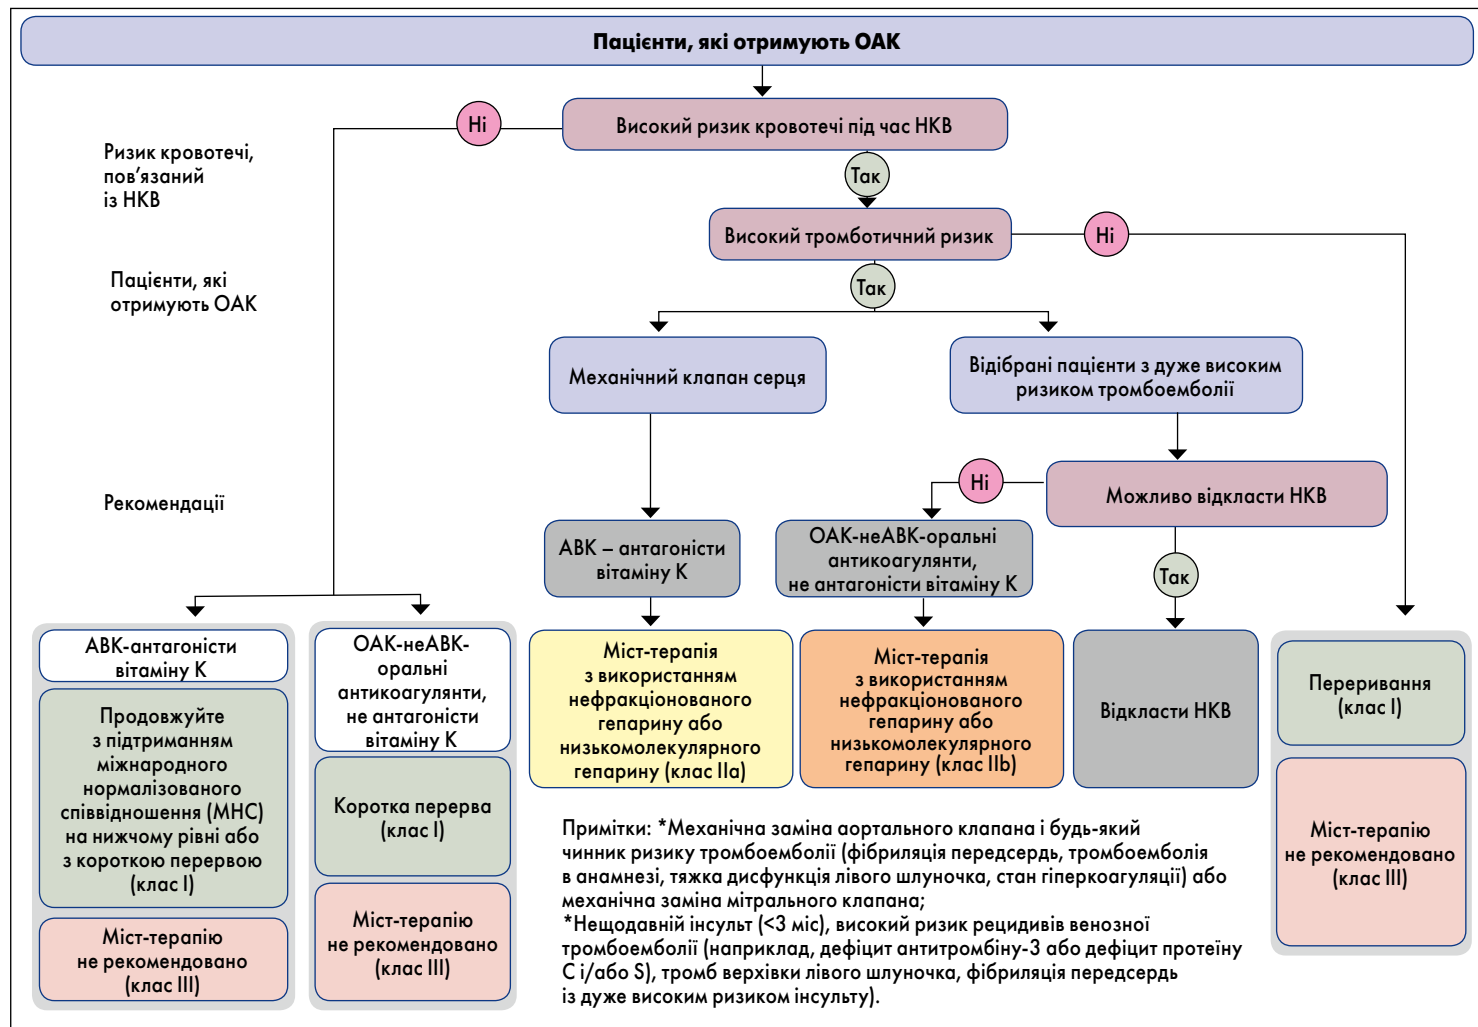 Пацієнти, які отримують ОАК
Ні
Високий ризик кровотечі під час НКВ
Ризик кровотечі,
пов’язаний
із НКВ
Так
Високий тромботичний ризик
Ні
Пацієнти, які
отримують ОАК
Так
Механічний клапан серця
Відібрані пацієнти з дуже високим
ризиком тромбоемболії
Ні
Можливо відкласти НКВ
Рекомендації
АВК – антагоністи
вітаміну К
ОАК-неАВК-оральні
антикоагулянти,
не антагоністи вітаміну К
Так
АВК-антагоністи
вітаміну К
Продовжуйте
з підтриманням
міжнародного
нормалізованого
співвідношення (МНС)
на нижчому рівні або
з короткою перервою
(клас I)
Міст-терапію
не рекомендовано
(клас III)
ОАК-неАВК-
оральні
антикоагулянти,
не антагоністи
вітаміну К
Коротка перерва
(клас I)
Міст-терапію
не рекомендовано
(клас III)
Міст-терапія
з використанням
нефракціонованого
гепарину або
низькомолекулярного
гепарину (клас IIa)
Міст-терапія
з використанням
нефракціонованого
гепарину або
низькомолекулярного
гепарину (клас IIb)
Відкласти НКВ
Переривання
(клас I)
Міст-терапію
не рекомендовано
(клас III)
Примітки: *Механічна заміна аортального клапана і будь-який
чинник ризику тромбоемболії (фібриляція передсердь, тромбоемболія
в анамнезі, тяжка дисфункція лівого шлуночка, стан гіперкоагуляції) або
механічна заміна мітрального клапана;
*Нещодавній інсульт (<3 міс), високий ризик рецидивів венозної
тромбоемболії (наприклад, дефіцит антитромбіну-3 або дефіцит протеїну
С і/або S), тромб верхівки лівого шлуночка, фібриляція передсердь
із дуже високим ризиком інсульту).